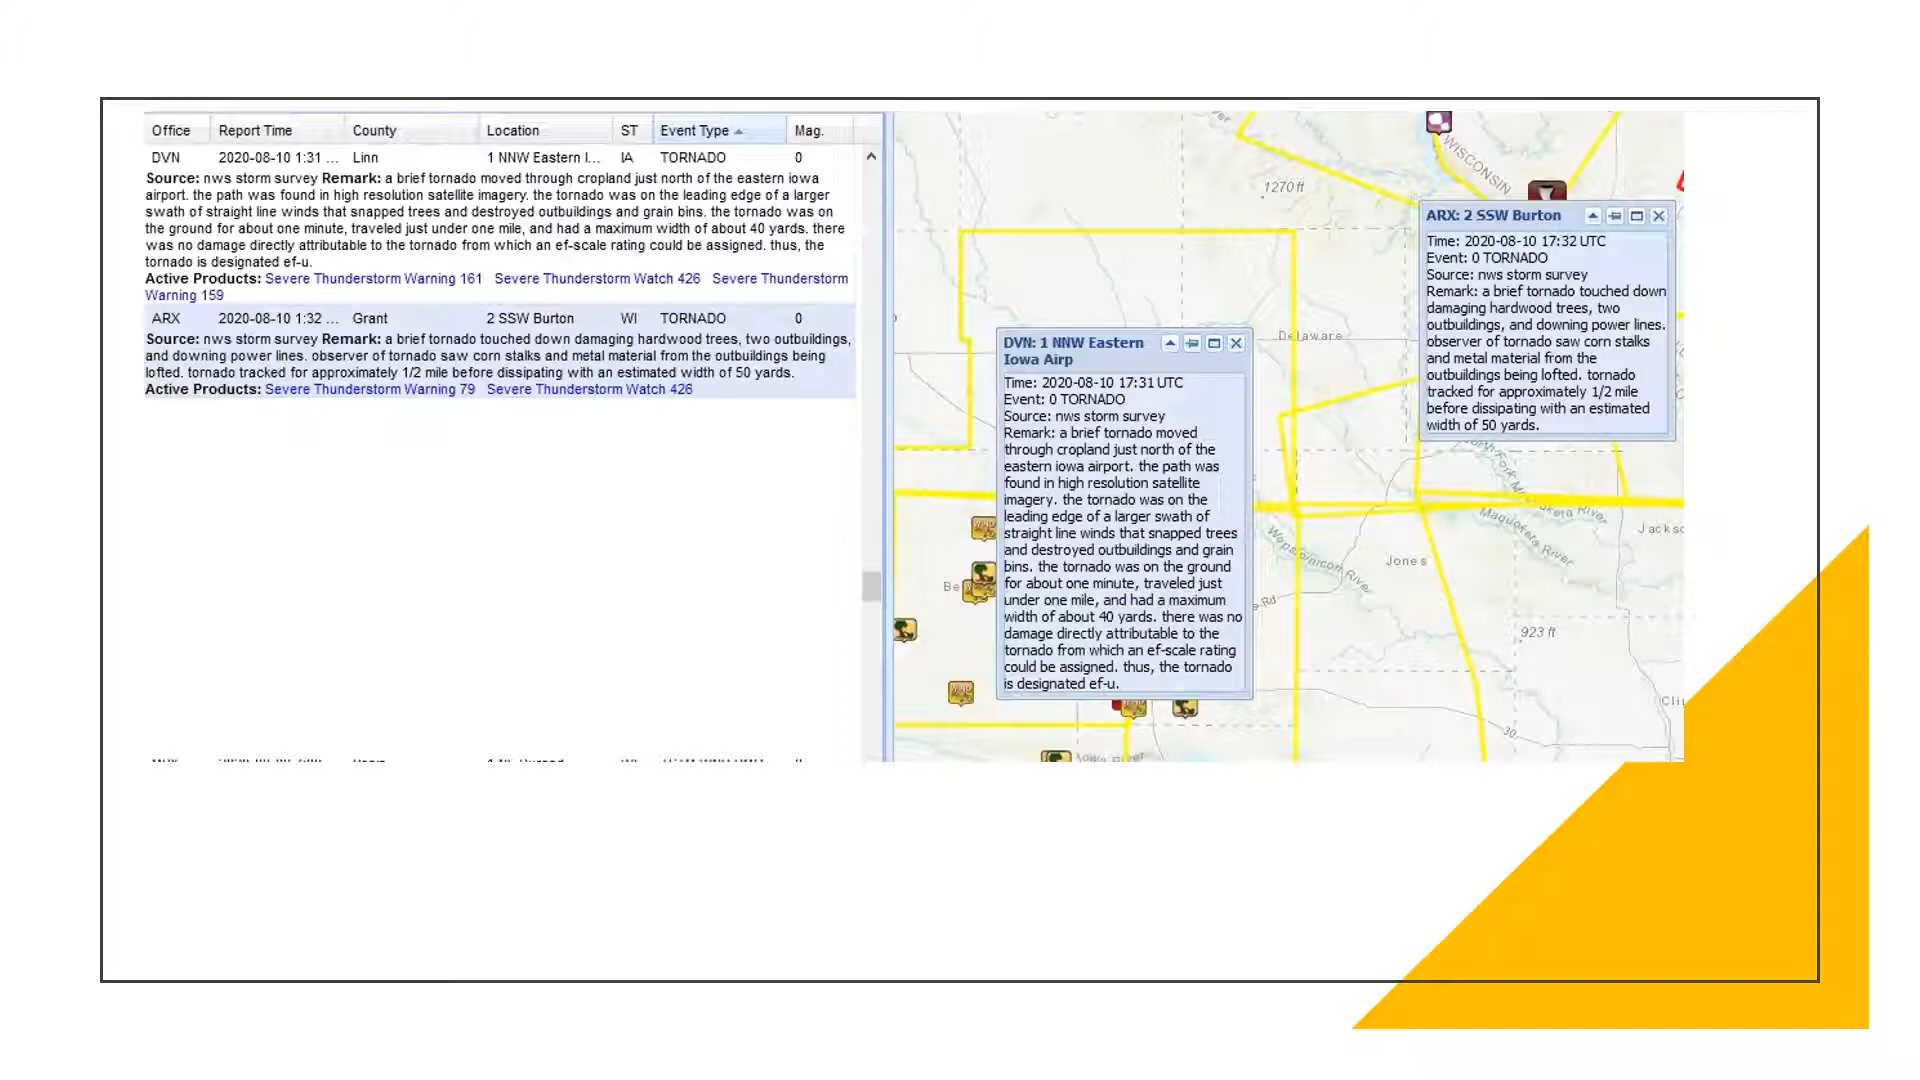 Office Report Time County Location ST Event Type Mag.
DVN 2020-08-10 1:31 ... Linn 1 NNW Eastern I... IA TORNADO 0
Source: nws storm survey Remark: a brief tornado moved through cropland just north of the eastern iowa
airport. the path was found in high resolution satellite imagery. the tornado was on the leading edge of a larger
swath of straight line winds that snapped trees and destroyed outbuildings and grain bins. the tornado was on
the ground for about one minute, traveled just under one mile, and had a maximum width of about 40 yards. there
was no damage directly attributable to the tornado from which an ef-scale rating could be assigned. thus, the
tornado is designated ef-u.
Active Products: Severe Thunderstorm Warning 161 Severe Thunderstorm Watch 426 Severe Thunderstorm
Warning 159
ARX 2020-08-10 1:32 ... Grant 2 SSW Burton WI TORNADO 0
Source: nws storm survey Remark: a brief tornado touched down damaging hardwood trees, two outbuildings,
and downing power lines. observer of tornado saw corn stalks and metal material from the outbuildings being
lofted. tornado tracked for approximately 1/2 mile before dissipating with an estimated width of 50 yards.
Active Products: Severe Thunderstorm Warning 79 Severe Thunderstorm Watch 426
WISCONSIN
1270 ft
ARX: 2 SSW Burton
Time: 2020-08-10 17:32 UTC
Event: 0 TORNADO
Source: nws storm survey
Remark: a brief tornado touched down
damaging hardwood trees, two
outbuildings, and downing power lines.
observer of tornado saw corn stalks
and metal material from the
outbuildings being lofted. tornado
tracked for approximately 1/2 mile
before dissipating with an estimated
width of 50 yards.
Delaware
DVN: 1 NNW Eastern
Iowa Airp
Time: 2020-08-10 17:31 UTC
Event: 0 TORNADO
Source: nws storm survey
Remark: a brief tornado moved
through cropland just north of the
eastern iowa airport. the path was
found in high resolution satellite
imagery. the tornado was on the
leading edge of a larger swath of
straight line winds that snapped trees
and destroyed outbuildings and grain
bins. the tornado was on the ground
for about one minute, traveled just
under one mile, and had a maximum
width of about 40 yards. there was no
damage directly attributable to the
tornado from which an ef-scale rating
could be assigned. thus, the tornado
is designated ef-u.
Maquoketa River
Wapsipinicon River
Jones
Jacks
Be
Rd
923 ft
Cli
30
Iowa River